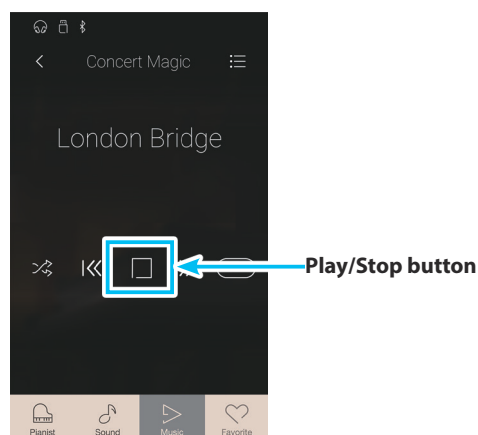 Concert Magic
London Bridge
Play/Stop button
Pianist Sound Music Favorite